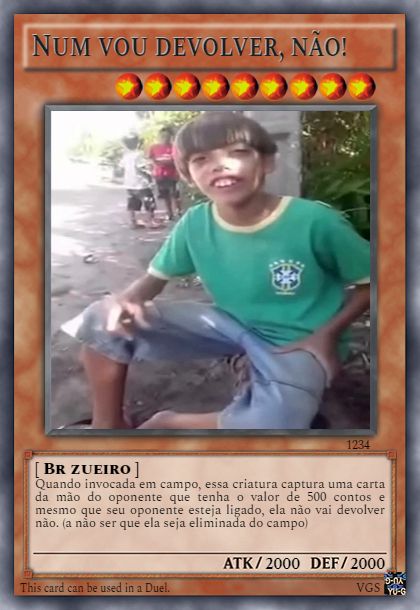 Num vou devolver, não!
1234
[ Br zueiro ]
Quando invocada em campo, essa criatura captura uma carta
da mão do oponente que tenha o valor de 500 contos e
mesmo que seu oponente esteja ligado, ela não vai devolver
não. (a não ser que ela seja eliminada do campo)
ATK / 2000 DEF / 2000
This card can be used in a Duel.
VGS
YU-G